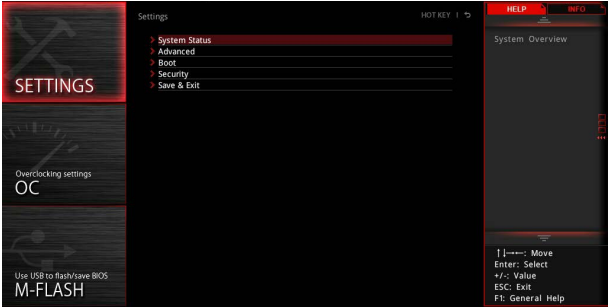 SETTINGS
Overclocking settings
OC
Use USB to flash/save BIOS
M-FLASH
Settings
HOT KEY |
> System Status
> Advanced
> Boot
> Security
> Save & Exit
HELP
INFO
System Overview
↑↓→←: Move
Enter: Select
+/-: Value
ESC: Exit
F1: General Help